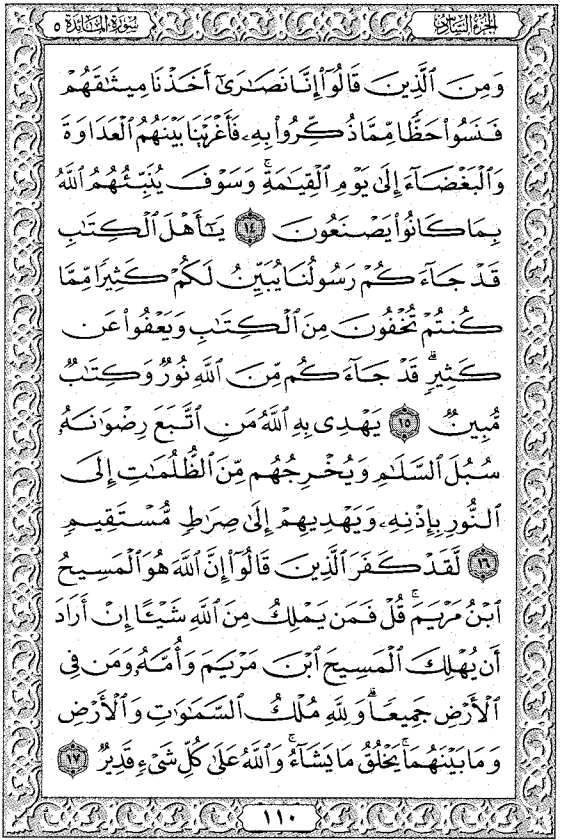 الجزء السادس
سورة المائدة ٥
وَمِنَ ٱلَّذِينَ قَالُوٓا۟ إِنَّا نَصَٰرَىٰٓ أَخَذْنَا مِيثَٰقَهُمْ
فَنَسُوا۟ حَظًّا مِّمَّا ذُكِّرُوا۟ بِهِۦ فَأَغْرَيْنَا بَيْنَهُمُ ٱلْعَدَاوَةَ
وَٱلْبَغْضَآءَ إِلَىٰ يَوْمِ ٱلْقِيَٰمَةِ ۚ وَسَوْفَ يُنَبِّئُهُمُ ٱللَّهُ
بِمَا كَانُوا۟ يَصْنَعُونَ ١٤ يَٰٓأَهْلَ ٱلْكِتَٰبِ
قَدْ جَآءَكُمْ رَسُولُنَا يُبَيِّنُ لَكُمْ كَثِيرًا مِّمَّا
كُنتُمْ تُخْفُونَ مِنَ ٱلْكِتَٰبِ وَيَعْفُوا۟ عَن
كَثِيرٍ ۚ قَدْ جَآءَكُم مِّنَ ٱللَّهِ نُورٌ وَكِتَٰبٌ
مُّبِينٌ ١٥ يَهْدِى بِهِ ٱللَّهُ مَنِ ٱتَّبَعَ رِضْوَٰنَهُۥ
سُبُلَ ٱلسَّلَٰمِ وَيُخْرِجُهُم مِّنَ ٱلظُّلُمَٰتِ إِلَى
ٱلنُّورِ بِإِذْنِهِۦ وَيَهْدِيهِمْ إِلَىٰ صِرَٰطٍ مُّسْتَقِيمٍ
١٦ لَّقَدْ كَفَرَ ٱلَّذِينَ قَالُوٓا۟ إِنَّ ٱللَّهَ هُوَ ٱلْمَسِيحُ
ٱبْنُ مَرْيَمَ ۚ قُلْ فَمَن يَمْلِكُ مِنَ ٱللَّهِ شَيْـًٔا إِنْ أَرَادَ
أَن يُهْلِكَ ٱلْمَسِيحَ ٱبْنَ مَرْيَمَ وَأُمَّهُۥ وَمَن فِى
ٱلْأَرْضِ جَمِيعًا ۗ وَلِلَّهِ مُلْكُ ٱلسَّمَٰوَٰتِ وَٱلْأَرْضِ
وَمَا بَيْنَهُمَا ۚ يَخْلُقُ مَا يَشَآءُ ۚ وَٱللَّهُ عَلَىٰ كُلِّ شَىْءٍ قَدِيرٌ ١٧
١١٠